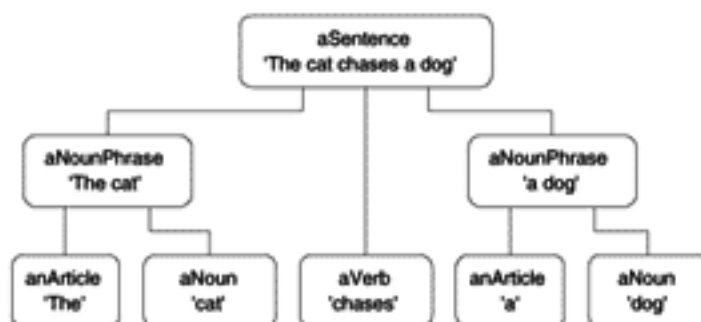 aSentence
'The cat chases a dog'
aNounPhrase
'The cat'
aNounPhrase
'a dog'
anArticle
'The'
aNoun
'cat'
aVerb
'chases'
anArticle
'a'
aNoun
'dog'